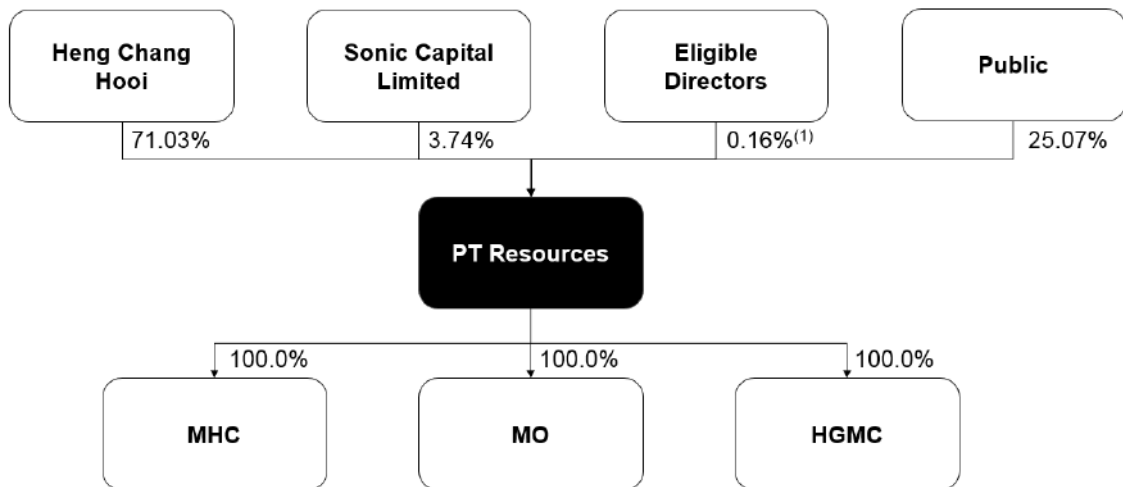 Heng Chang
Hooi
Sonic Capital
Limited
Eligible
Directors
Public
71.03%
3.74%
0.16%(1)
25.07%
PT Resources
100.0%
100.0%
100.0%
MHC
MO
HGMC